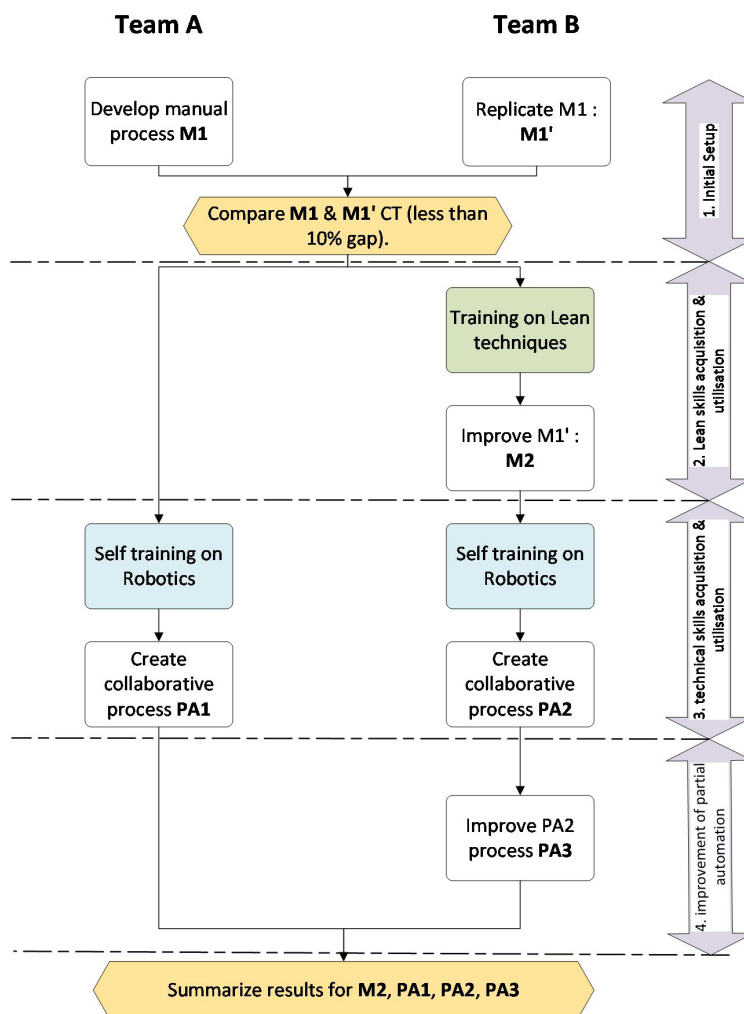 Team A
Team B
Develop manual
process M1
Replicate M1 :
M1'
1. Initial Setup
Compare M1 & M1' CT (less than
10% gap).
Training on Lean
techniques
2. Lean skills acquisition &
utilisation
Improve M1' :
M2
Self training on
Robotics
Self training on
Robotics
3. technical skills acquisition &
utilisation
Create
collaborative
process PA1
Create
collaborative
process PA2
Improve PA2
process PA3
4. improvement of partial
automation
Summarize results for M2, PA1, PA2, PA3